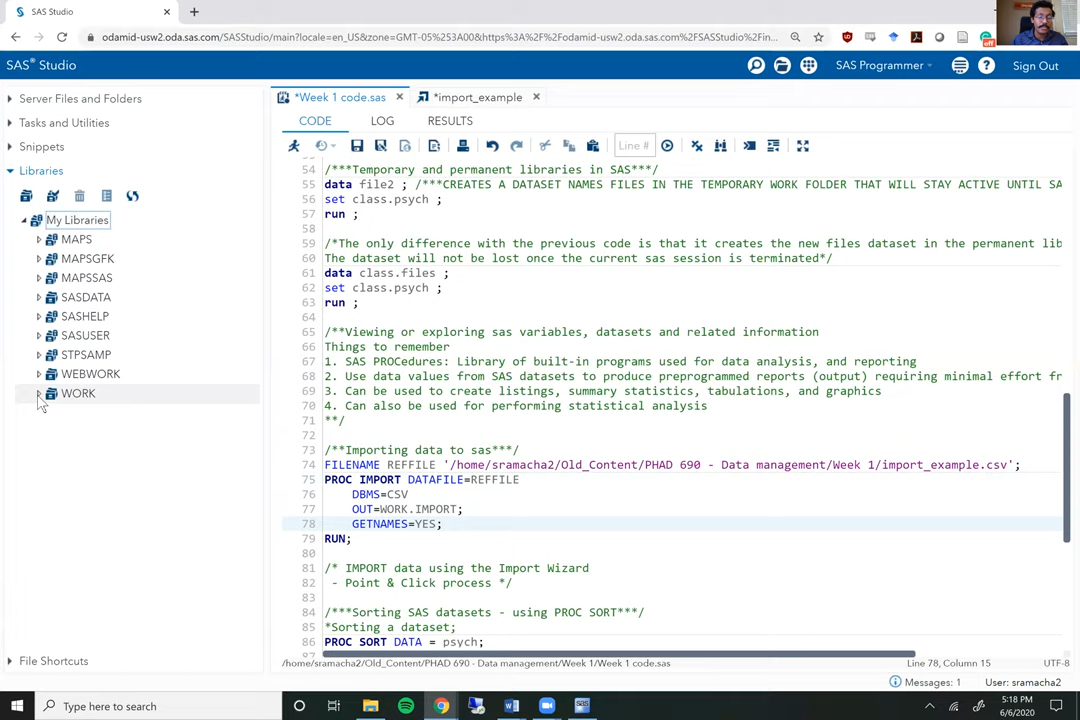 SAS Studio
odamid-usw2.oda.sas.com/SASStudio/main?locale=en_US&zone=GMT-05%253A00&https%3A%2F%2Fodamid-usw2.oda.sas.com%2FSASStudio%2Fin...
SAS® Studio
SAS Programmer
Sign Out
Server Files and Folders
Tasks and Utilities
Snippets
Libraries
My Libraries
MAPS
MAPSGFK
MAPSSAS
SASDATA
SASHELP
SASUSER
STPSAMP
WEBWORK
WORK
File Shortcuts
*Week 1 code.sas
*import_example
CODE
LOG
RESULTS
Line #
54 /***Temporary and permanent libraries in SAS***/
55 data file2 ; /***CREATES A DATASET NAMES FILES IN THE TEMPORARY WORK FOLDER THAT WILL STAY ACTIVE UNTIL SA
56 set class.psych ;
57 run ;
58
59 /*The only difference with the previous code is that it creates the new files dataset in the permanent lib
60 The dataset will not be lost once the current sas session is terminated*/
61 data class.files ;
62 set class.psych ;
63 run ;
64
65 /**Viewing or exploring sas variables, datasets and related information
66 Things to remember
67 1. SAS PROCedures: Library of built-in programs used for data analysis, and reporting
68 2. Use data values from SAS datasets to produce preprogrammed reports (output) requiring minimal effort fr
69 3. Can be used to create listings, summary statistics, tabulations, and graphics
70 4. Can also be used for performing statistical analysis
71 **/
72
73 /**Importing data to sas***/
74 FILENAME REFFILE '/home/sramacha2/Old_Content/PHAD 690 - Data management/Week 1/import_example.csv';
75 PROC IMPORT DATAFILE=REFFILE
76 DBMS=CSV
77 OUT=WORK.IMPORT;
78 GETNAMES=YES;
79 RUN;
80
81 /* IMPORT data using the Import Wizard
82 - Point & Click process */
83
84 /***Sorting SAS datasets - using PROC SORT***/
85 *Sorting a dataset;
86 PROC SORT DATA = psych;
/home/sramacha2/Old_Content/PHAD 690 - Data management/Week 1/Week 1 code.sas
Line 78, Column 15
UTF-8
Messages: 1
User: sramacha2
Type here to search
5:18 PM
6/6/2020